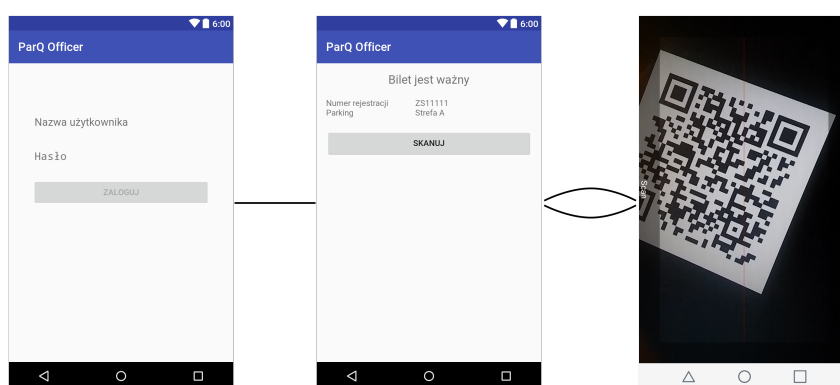 6:00
ParQ Officer
Nazwa użytkownika
Hasło
ZALOGUJ
6:00
ParQ Officer
Bilet jest ważny
Numer rejestracji ZS11111
Parking Strefa A
SKANUJ